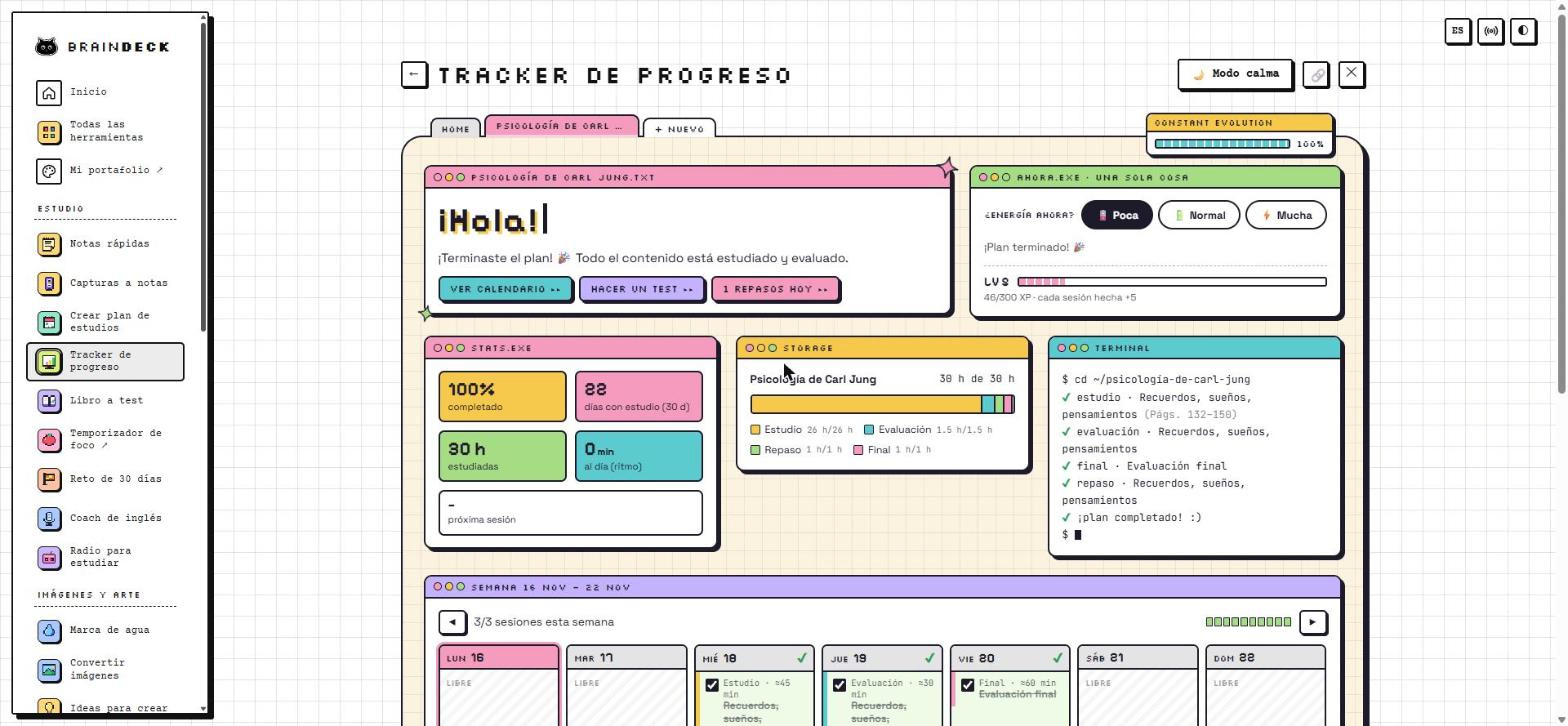 BRAINDECK
Inicio
Todas las
herramientas
Mi portafolio ↗
ESTUDIO
Notas rápidas
Capturas a notas
Crear plan de
estudios
Tracker de
progreso
Libro a test
Temporizador de
foco ↗
Reto de 30 días
Coach de inglés
Radio para
estudiar
IMÁGENES Y ARTE
Marca de agua
Convertir
imágenes
Ideas para crear
ES
← TRACKER DE PROGRESO
Modo calma
HOME
PSICOLOGÍA DE CARL …
+ NUEVO
CONSTANT EVOLUTION
100%
PSICOLOGÍA DE CARL JUNG.TXT
¡Hola!
¡Terminaste el plan! 🎉 Todo el contenido está estudiado y evaluado.
VER CALENDARIO ▸▸
HACER UN TEST ▸▸
1 REPASOS HOY ▸▸
AHORA.EXE · UNA SOLA COSA
¿ENERGÍA AHORA?
Poca
Normal
Mucha
¡Plan terminado! 🎉
LV 8
46/300 XP · cada sesión hecha +5
STATS.EXE
100%
completado
22
días con estudio (30 d)
30 h
estudiadas
0 min
al día (ritmo)
–
próxima sesión
STORAGE
Psicología de Carl Jung
30 h de 30 h
Estudio 26 h/26 h
Evaluación 1.5 h/1.5 h
Repaso 1 h/1 h
Final 1 h/1 h
TERMINAL
$ cd ~/psicología-de-carl-jung
✓ estudio · Recuerdos, sueños,
pensamientos (Págs. 132–150)
✓ evaluación · Recuerdos, sueños,
pensamientos
✓ final · Evaluación final
✓ repaso · Recuerdos, sueños,
pensamientos
✓ ¡plan completado! :)
$
SEMANA 16 NOV – 22 NOV
3/3 sesiones esta semana
LUN 16
LIBRE
MAR 17
LIBRE
MIÉ 18 ✓
Estudio · ≈45
min
Recuerdos,
sueños,
JUE 19 ✓
Evaluación · ≈30
min
Recuerdos,
sueños,
VIE 20 ✓
Final · ≈60 min
Evaluación final
SÁB 21
LIBRE
DOM 22
LIBRE